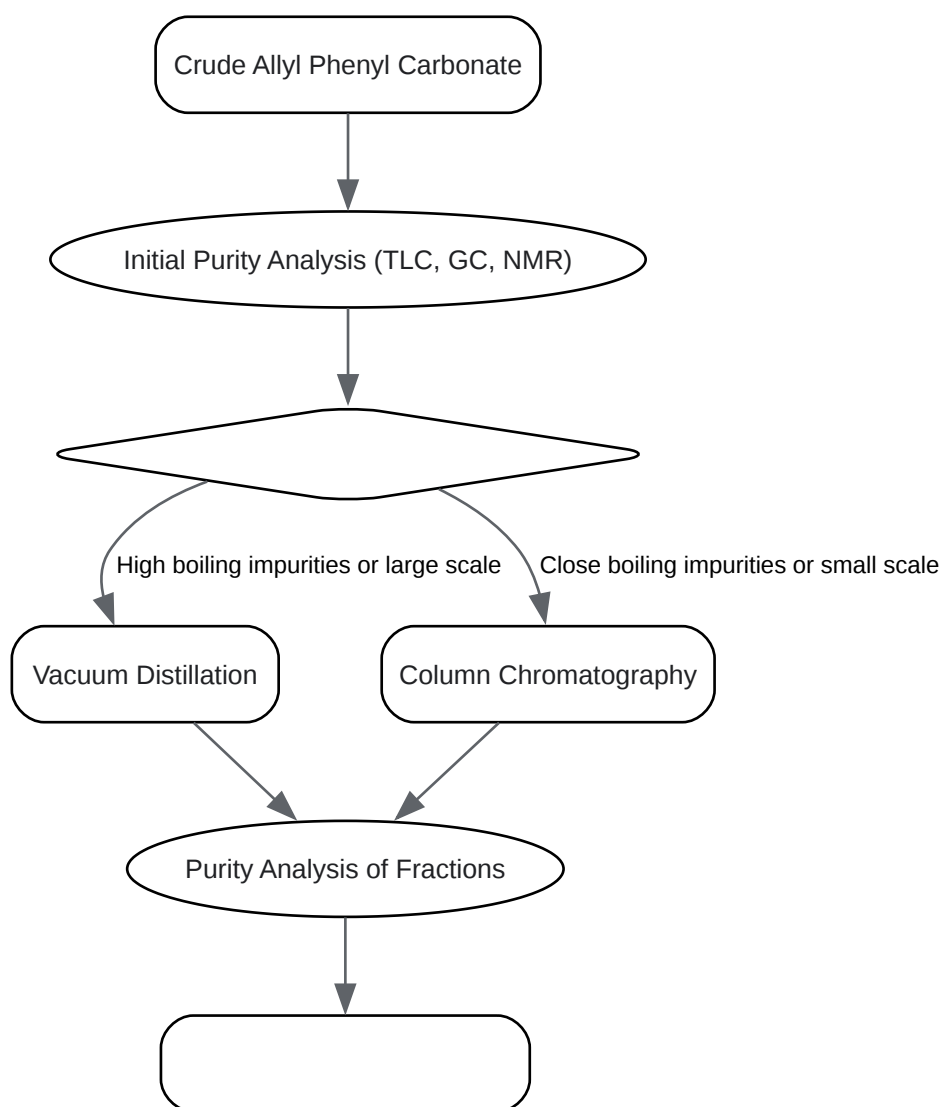 Crude Allyl Phenyl Carbonate
Initial Purity Analysis (TLC, GC, NMR)
High boiling impurities or large scale
Close boiling impurities or small scale
Vacuum Distillation
Column Chromatography
Purity Analysis of Fractions